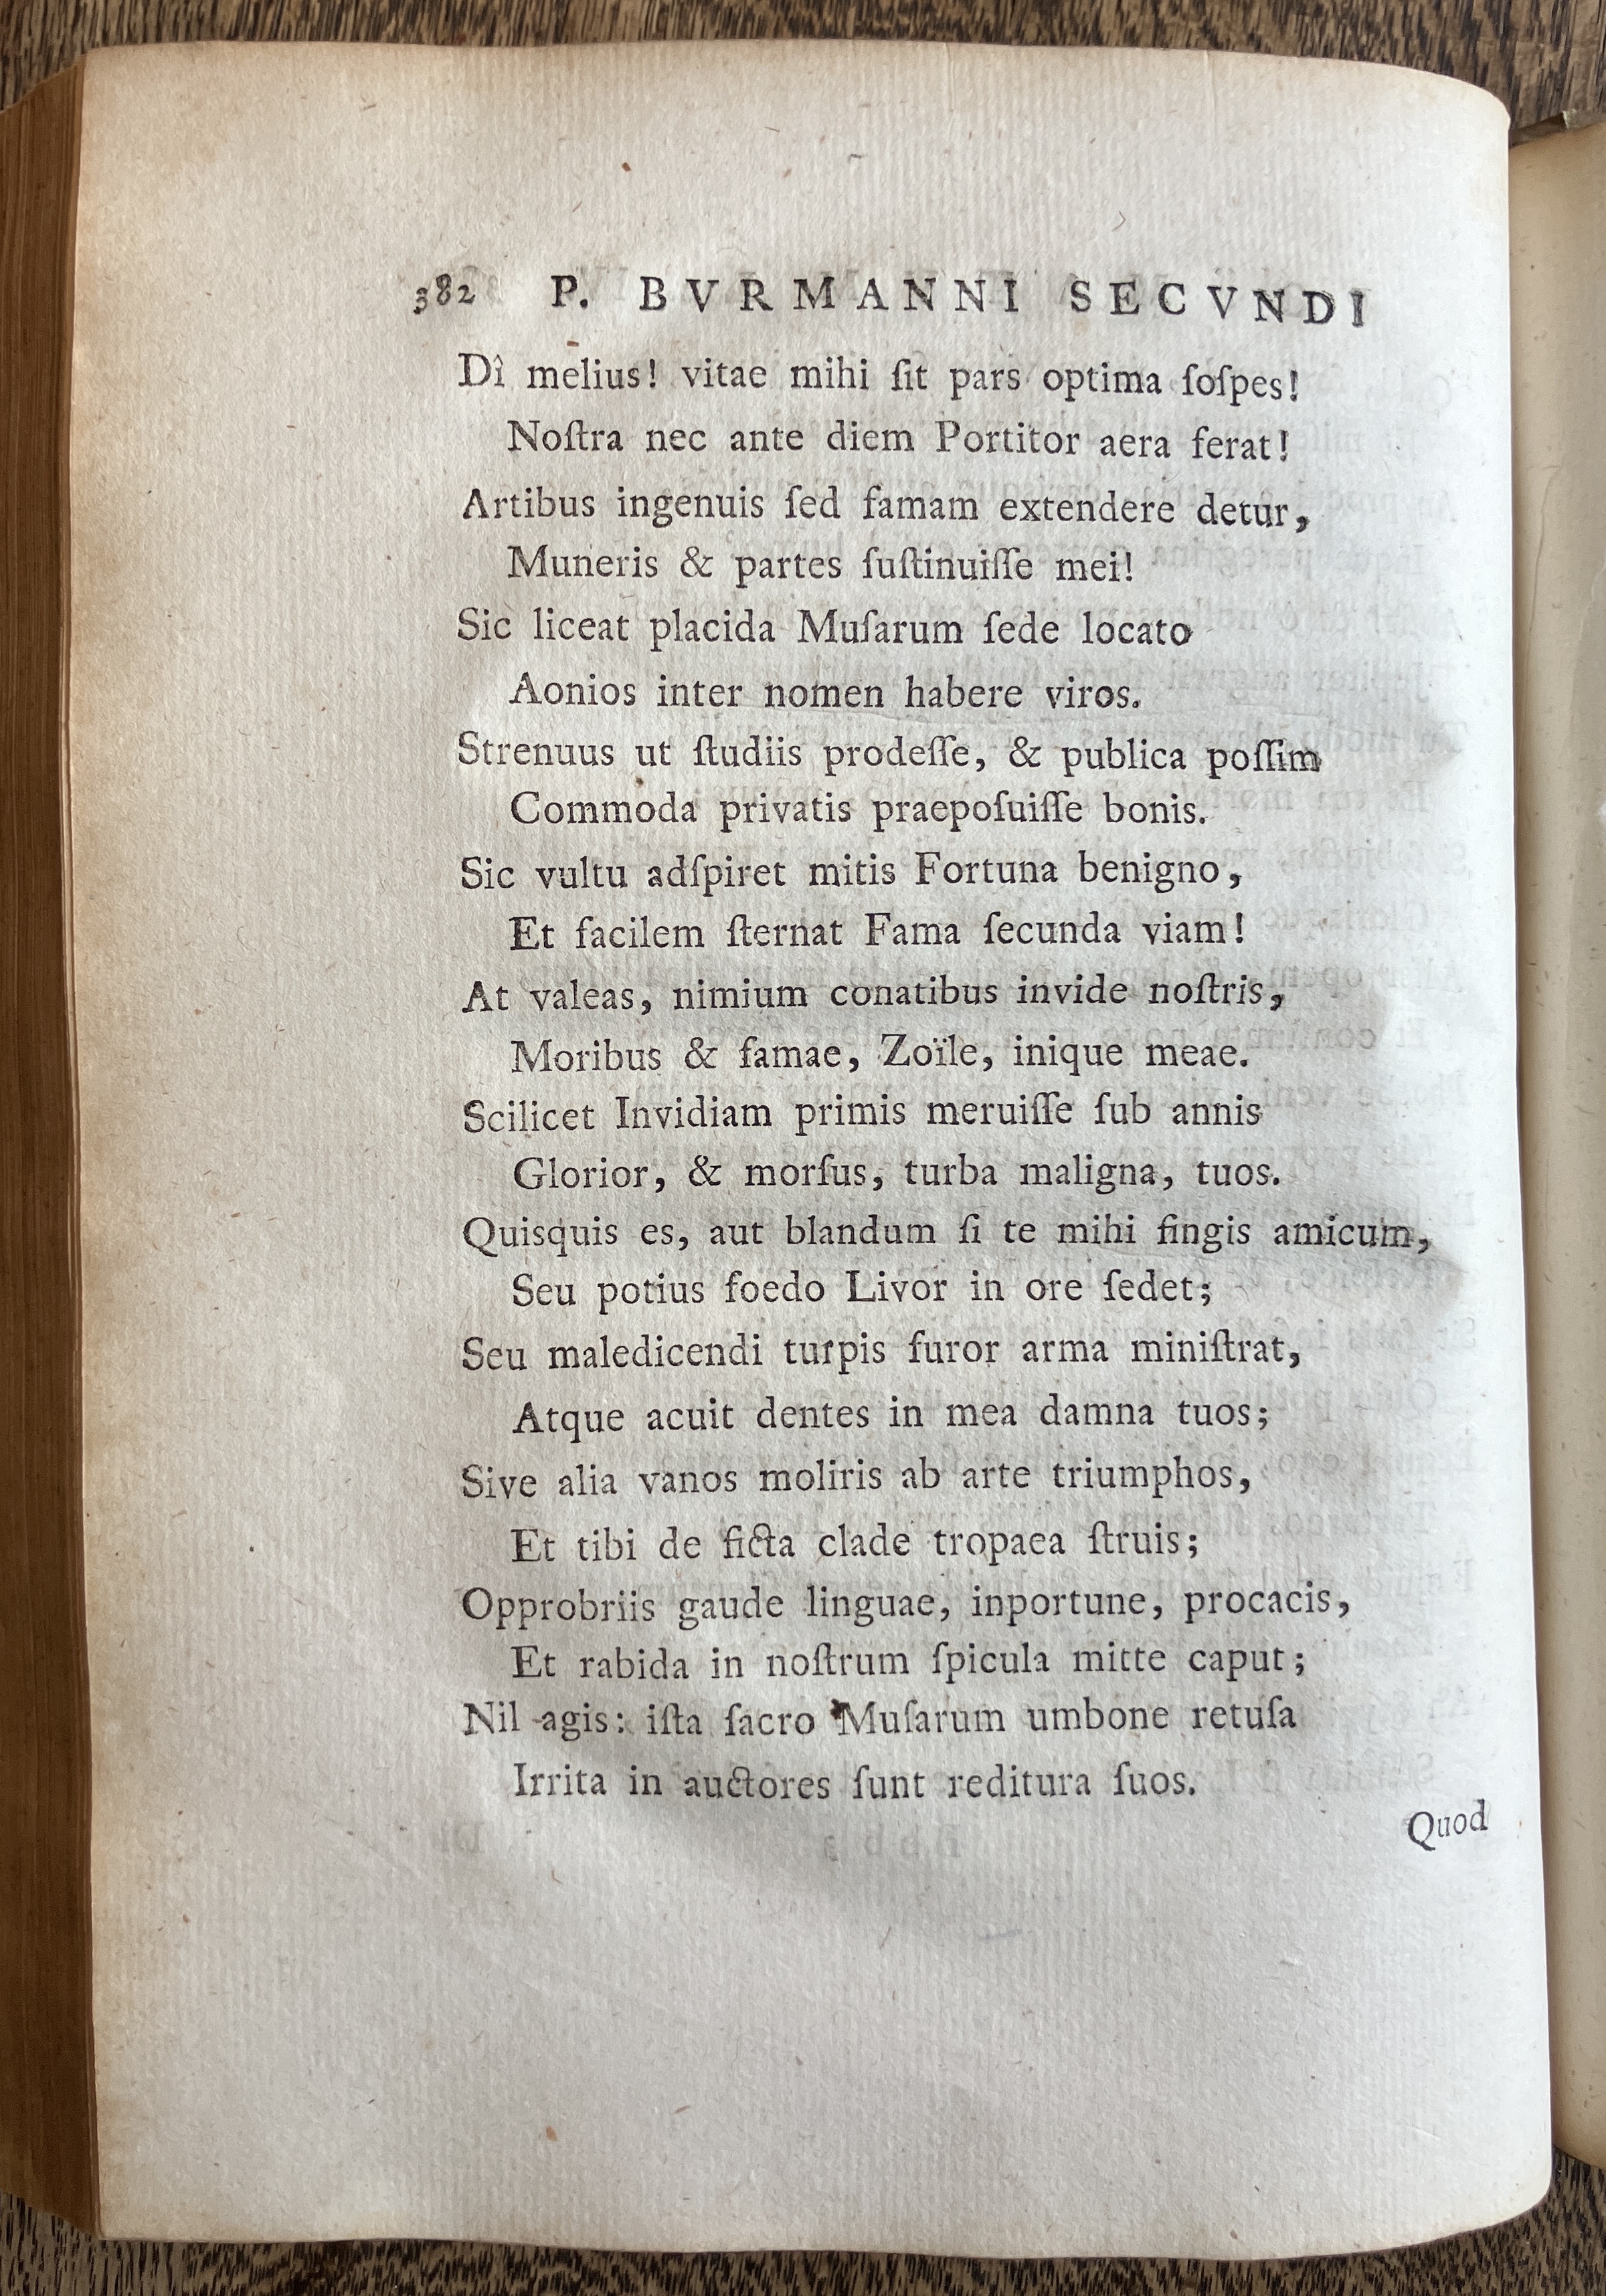 382 P. BVRMANNI SECVNDI
Dî melius! vitae mihi ſit pars optima ſoſpes!
Noſtra nec ante diem Portitor aera ferat!
Artibus ingenuis ſed famam extendere detur,
Muneris & partes ſuſtinuiſſe mei!
Sic liceat placida Muſarum ſede locato
Aonios inter nomen habere viros.
Strenuus ut ſtudiis prodeſſe, & publica poſſim
Commoda privatis praepoſuiſſe bonis.
Sic vultu adſpiret mitis Fortuna benigno,
Et facilem ſternat Fama ſecunda viam!
At valeas, nimium conatibus invide noſtris,
Moribus & famae, Zoïle, inique meae.
Scilicet Invidiam primis meruiſſe ſub annis
Glorior, & morſus, turba maligna, tuos.
Quisquis es, aut blandum ſi te mihi fingis amicum,
Seu potius foedo Livor in ore ſedet;
Seu maledicendi turpis furor arma miniſtrat,
Atque acuit dentes in mea damna tuos;
Sive alia vanos moliris ab arte triumphos,
Et tibi de ficta clade tropaea ſtruis;
Opprobriis gaude linguae, inportune, procacis,
Et rabida in noſtrum ſpicula mitte caput;
Nil agis: iſta ſacro Muſarum umbone retuſa
Irrita in auctores ſunt reditura ſuos.
Quod